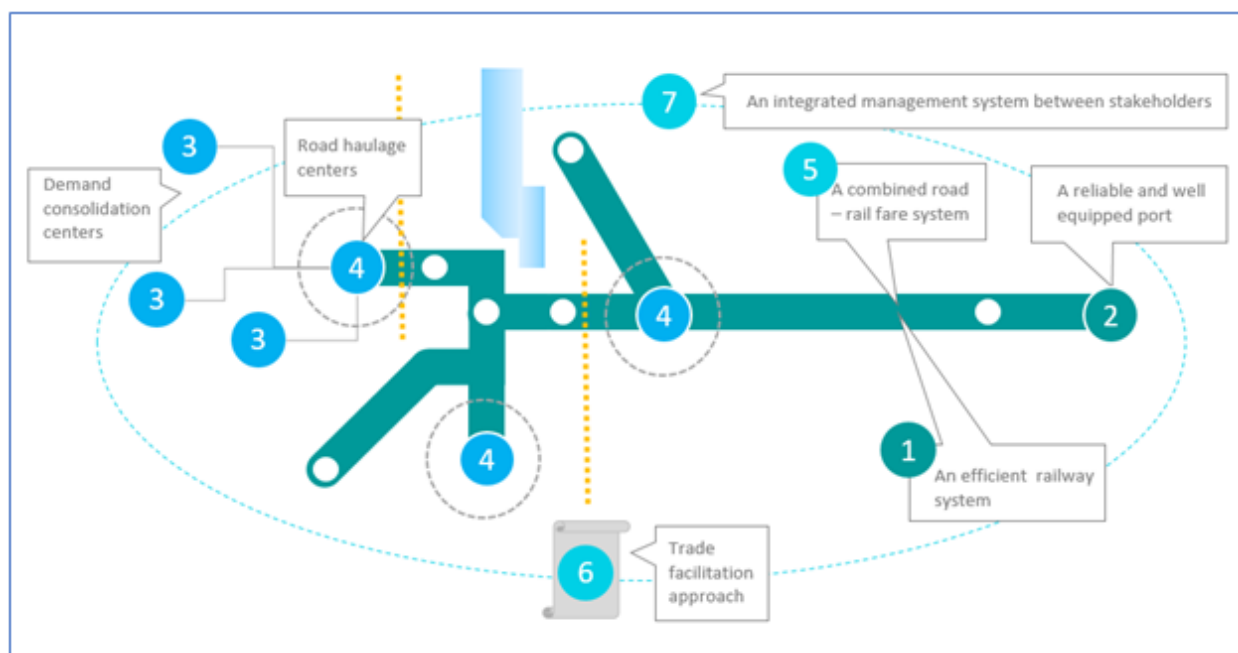 7
An integrated management system between stakeholders
3
Road haulage
centers
5
A combined road
– rail fare system
A reliable and well
equipped port
Demand
consolidation
centers
4
3
3
4
2
4
1
An efficient railway
system
6
Trade
facilitation
approach